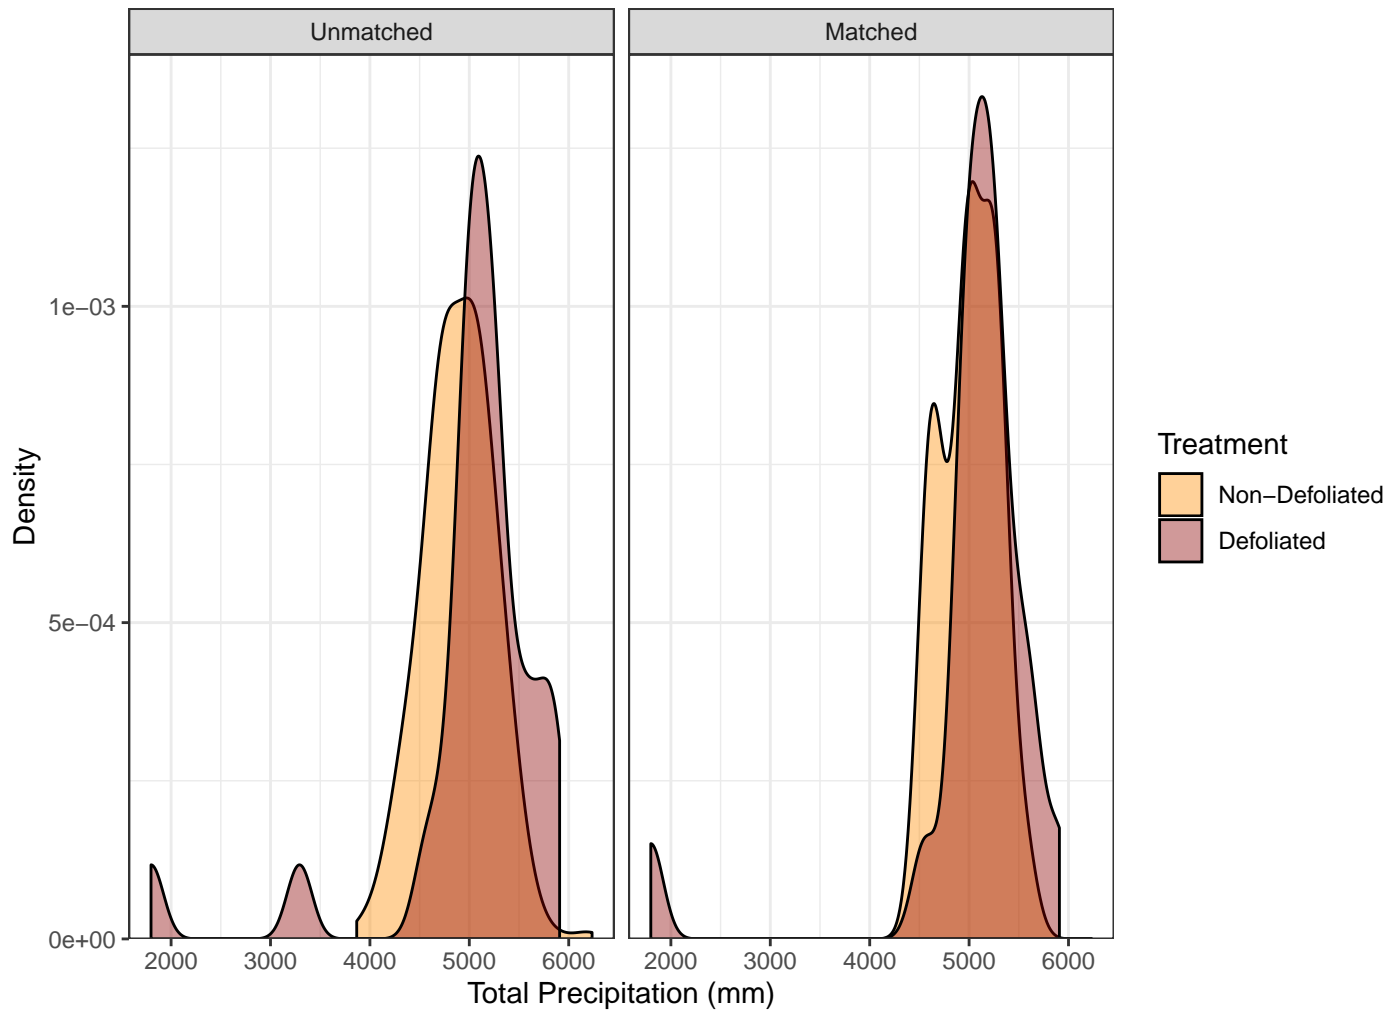 Unmatched
Matched
1e−03
5e−04
0e+00
Density
2000 3000 4000 5000 6000
2000 3000 4000 5000 6000
Total Precipitation (mm)
Treatment
Non−Defoliated
Defoliated